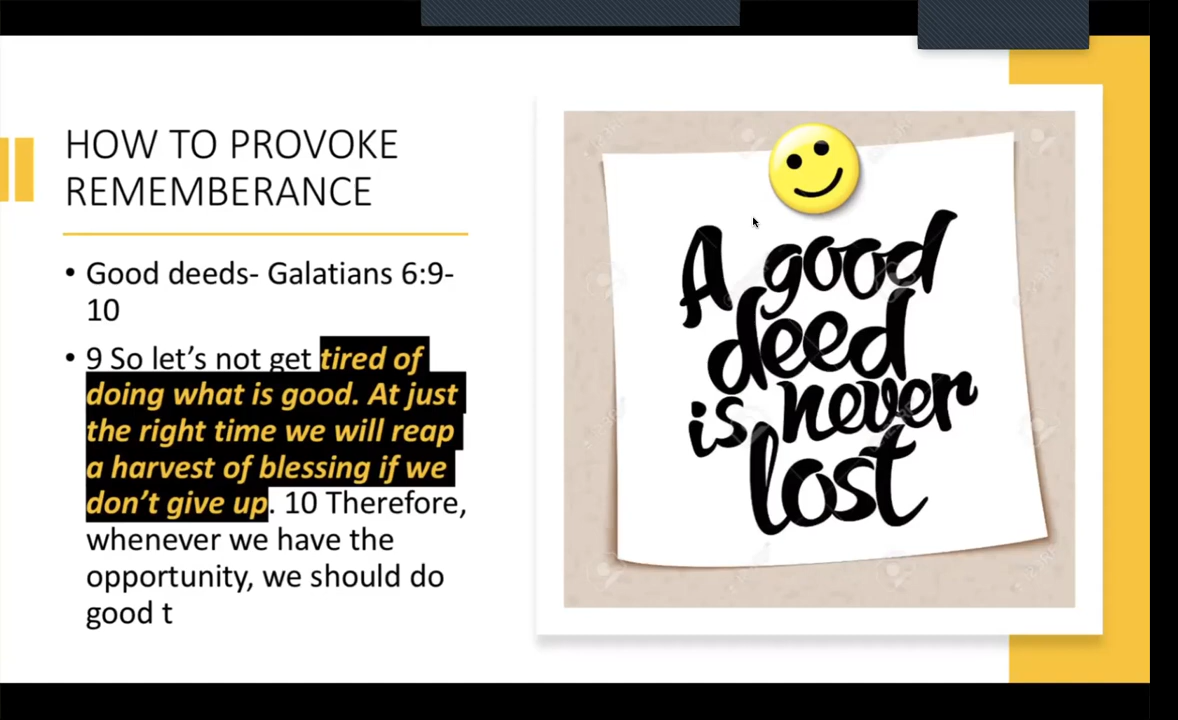 HOW TO PROVOKE
REMEMBERANCE
• Good deeds- Galatians 6:9-
10
• 9 So let's not get tired of
doing what is good. At just
the right time we will reap
a harvest of blessing if we
don't give up. 10 Therefore,
whenever we have the
opportunity, we should do
good t
A good
deed
is never
lost